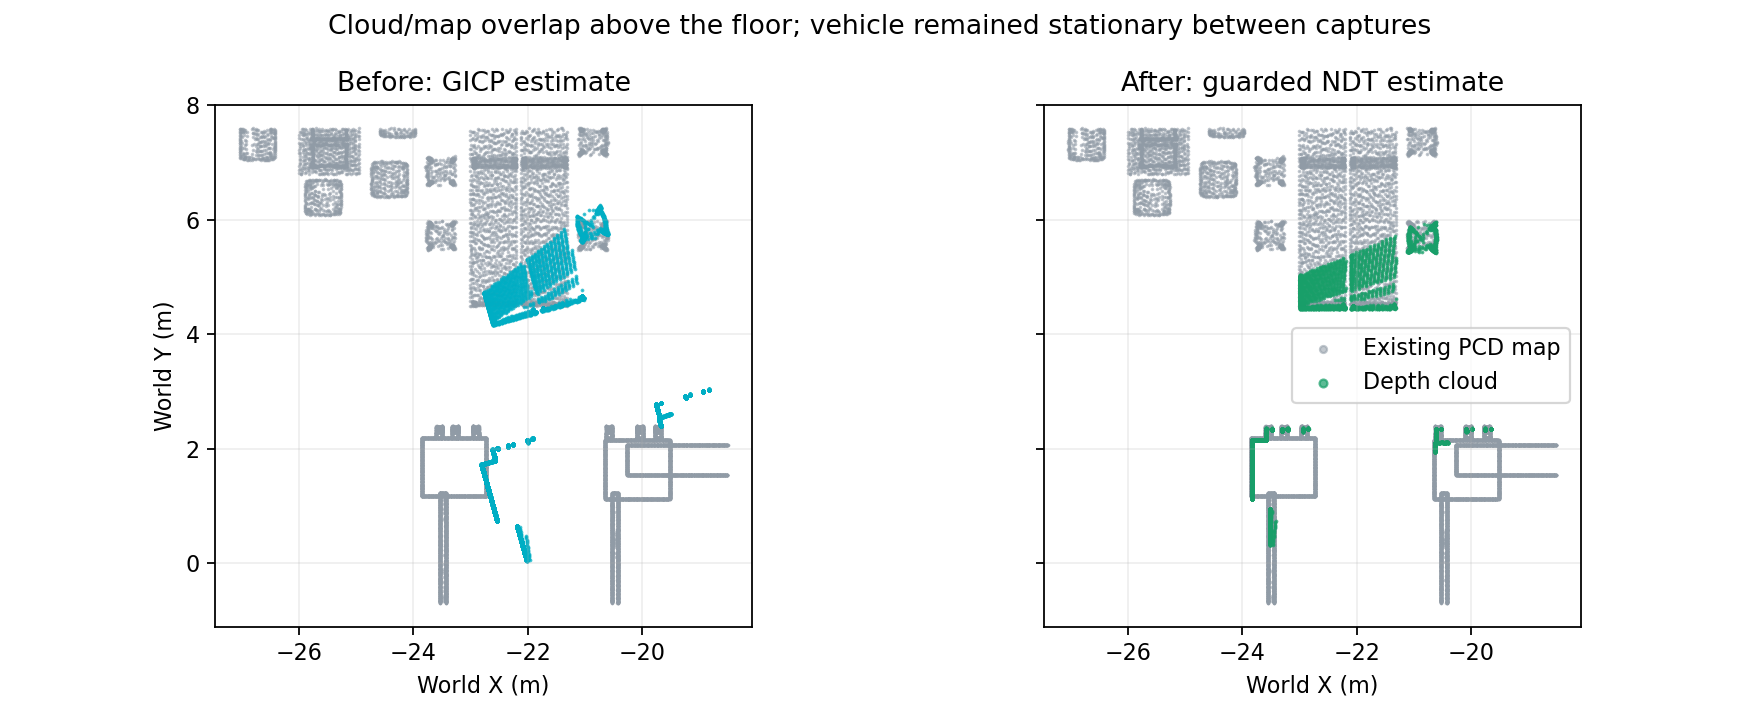 Cloud/map overlap above the floor; vehicle remained stationary between captures
Before: GICP estimate
After: guarded NDT estimate
8
6
4
2
0
World Y (m)
Existing PCD map
Depth cloud
−26 −24 −22 −20
−26 −24 −22 −20
World X (m)
World X (m)